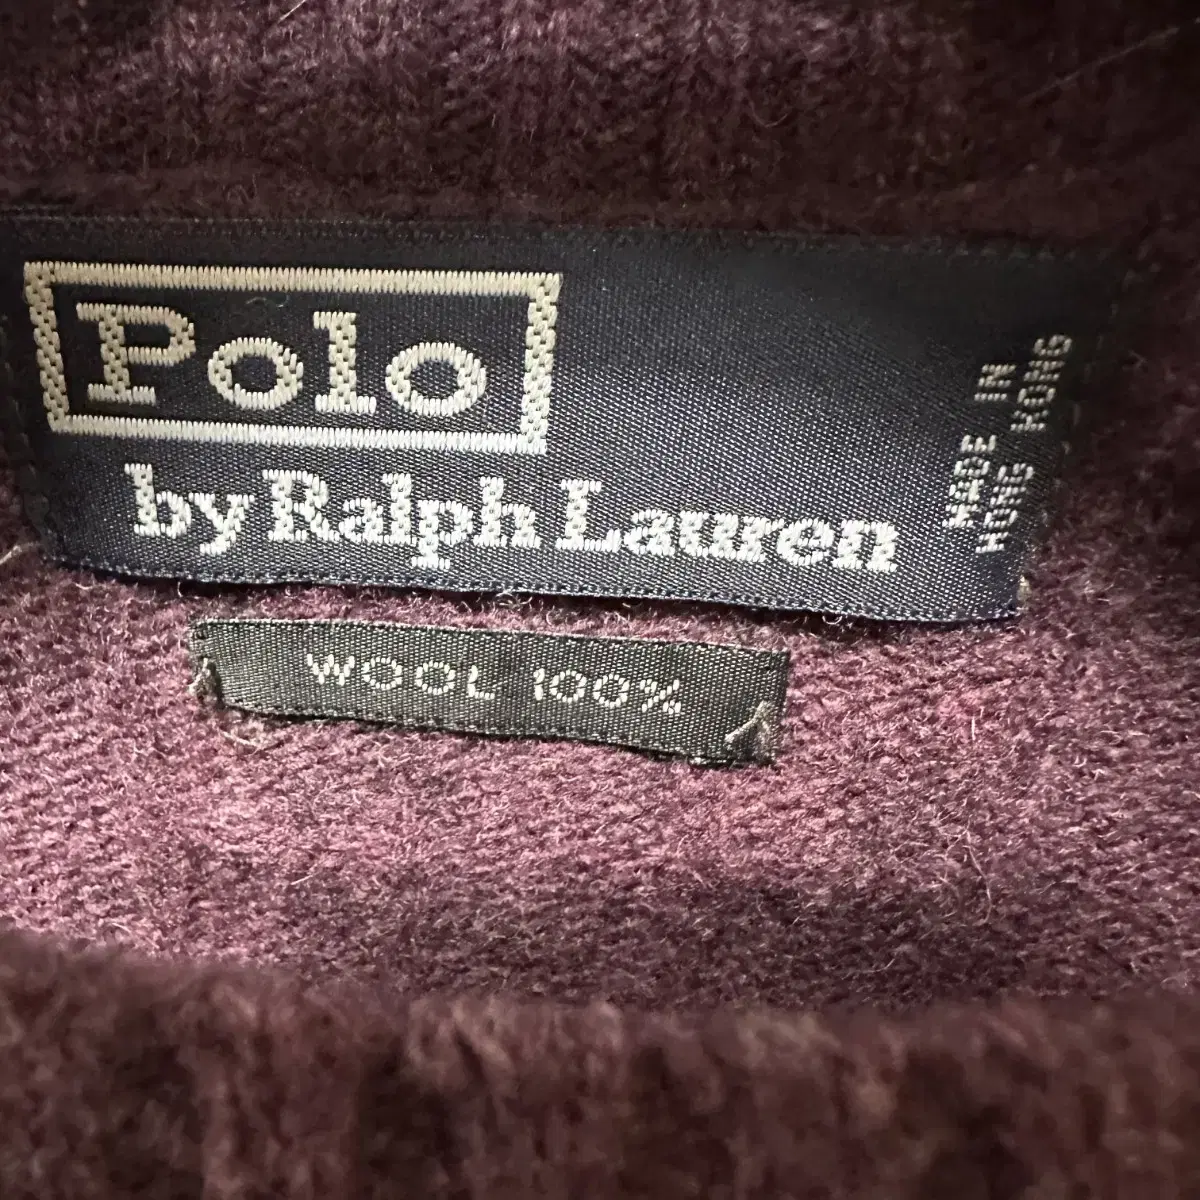 Polo
by Ralph Lauren
MADE IN
HONG KONG
WOOL 100%